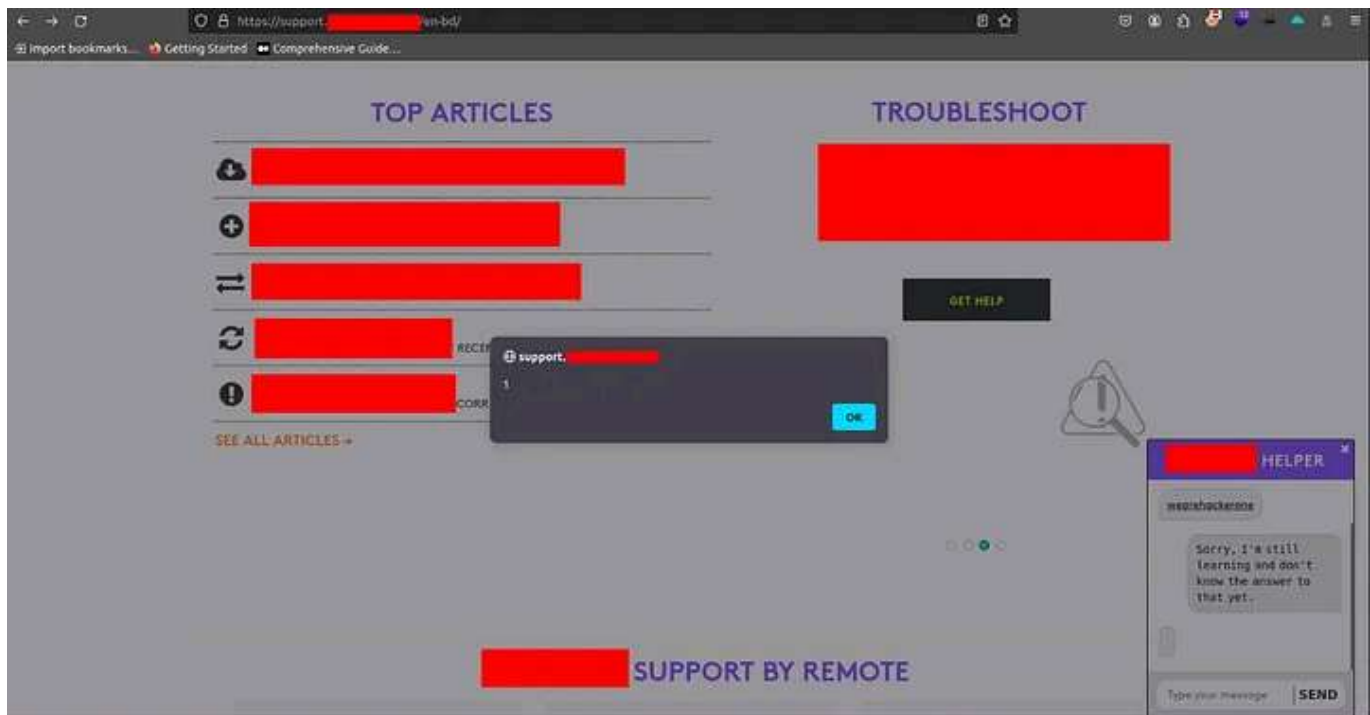 https://support.
/en-bd/
Import bookmarks...
Getting Started
Comprehensive Guide...
TOP ARTICLES
TROUBLESHOOT
GET HELP
support.
1
OK
SEE ALL ARTICLES
HELPER
wearehackerone
Sorry, I'm still
learning and don't
know the answer to
that yet.
SUPPORT BY REMOTE
Type your message
SEND